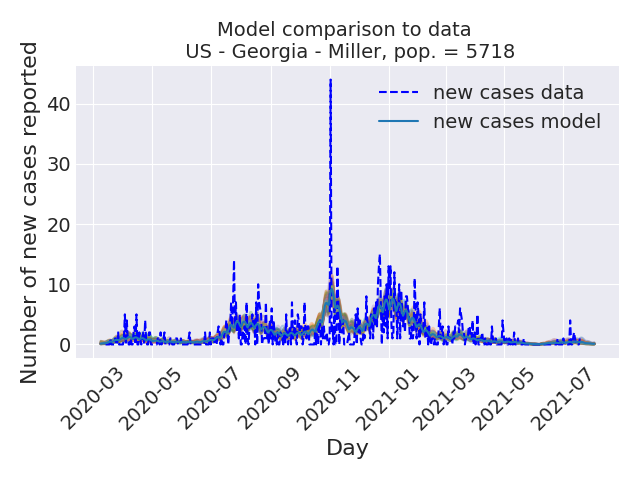 Model comparison to data
US - Georgia - Miller, pop. = 5718
new cases data
new cases model
Number of new cases reported
40
30
20
10
0
2020-03
2020-05
2020-07
2020-09
2020-11
2021-01
2021-03
2021-05
2021-07
Day